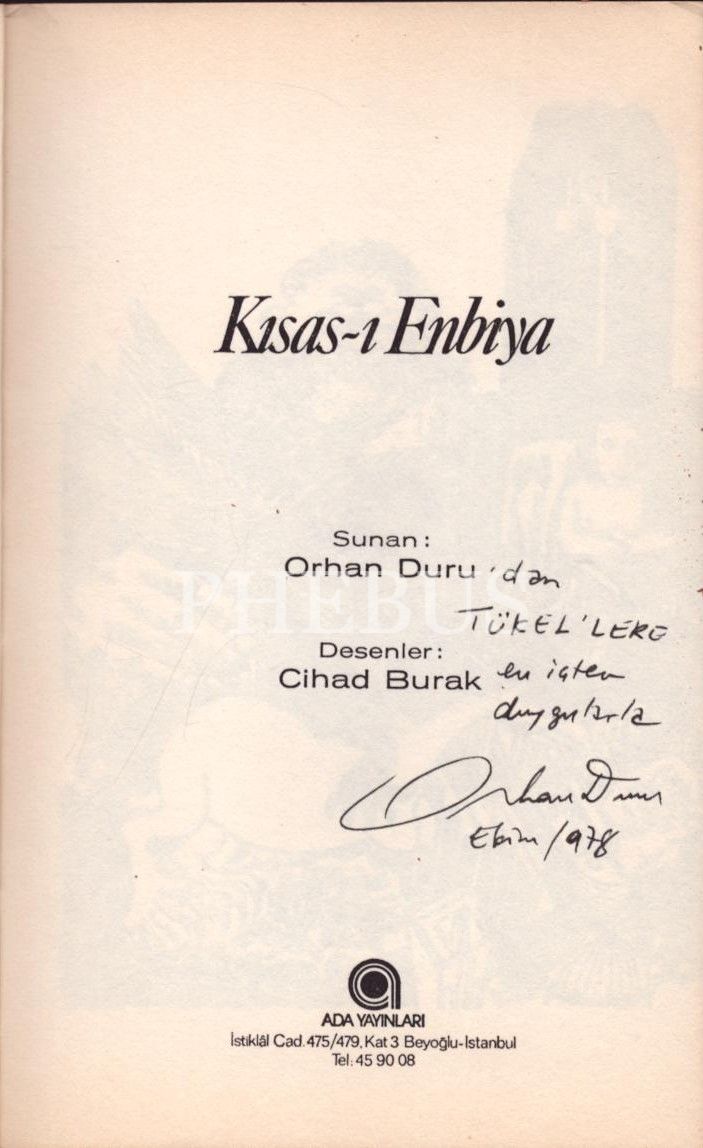 Kısas-ı Enbiya
Sunan:
Orhan Duru 'dan
PHEBUS
TÜKEL'LERE
Desenler:
Cihad Burak
en içten
duygularla
Orhan Duru
Ekim /978
ADA YAYINLARI
İstiklâl Cad. 475/479, Kat 3 Beyoğlu-İstanbul
Tel: 45 90 08